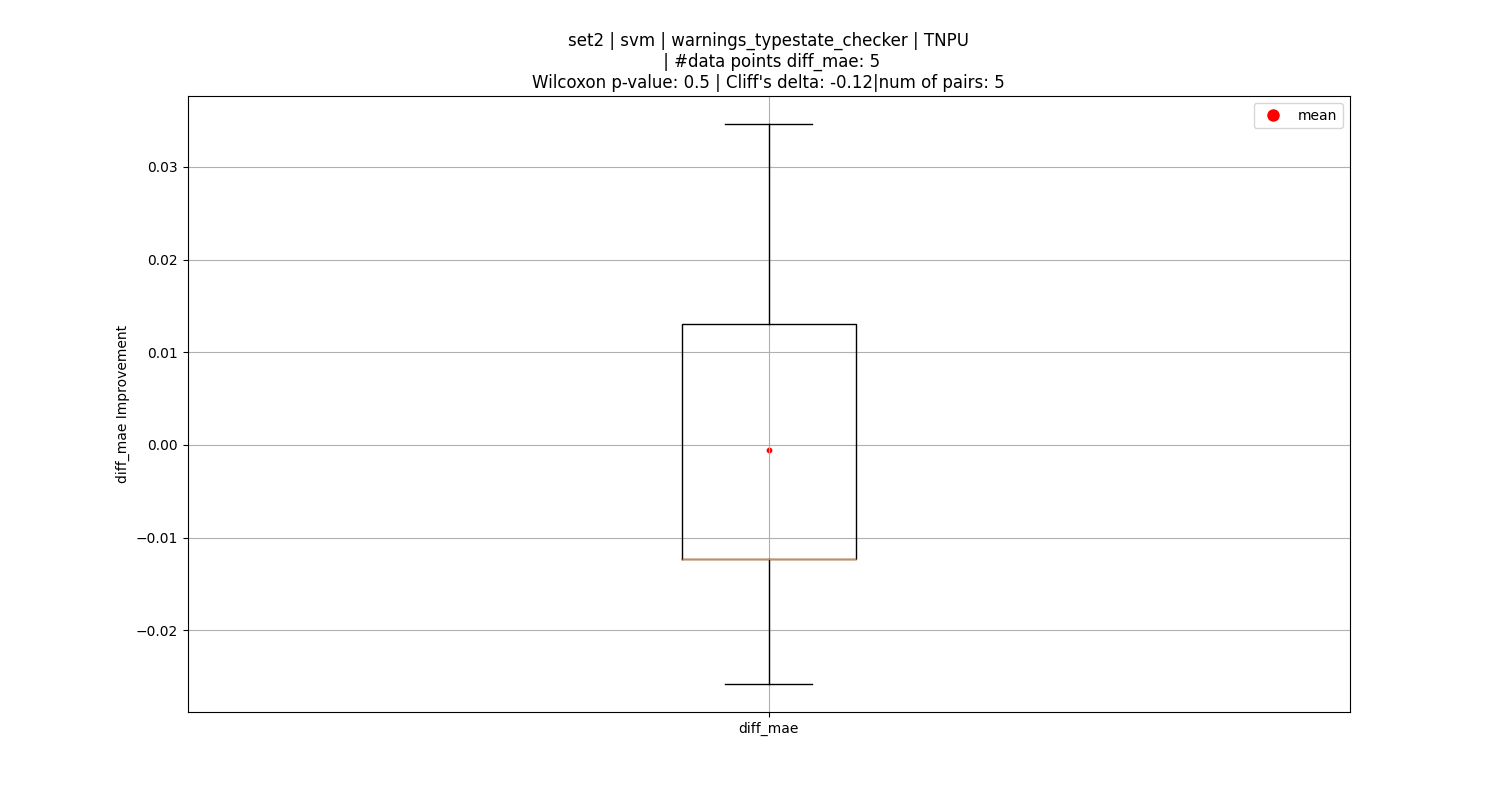 set2 | svm | warnings_typestate_checker | TNPU
| #data points diff_mae: 5
Wilcoxon p-value: 0.5 | Cliff's delta: -0.12|num of pairs: 5
mean
0.03
0.02
0.01
0.00
−0.01
−0.02
diff_mae Improvement
diff_mae